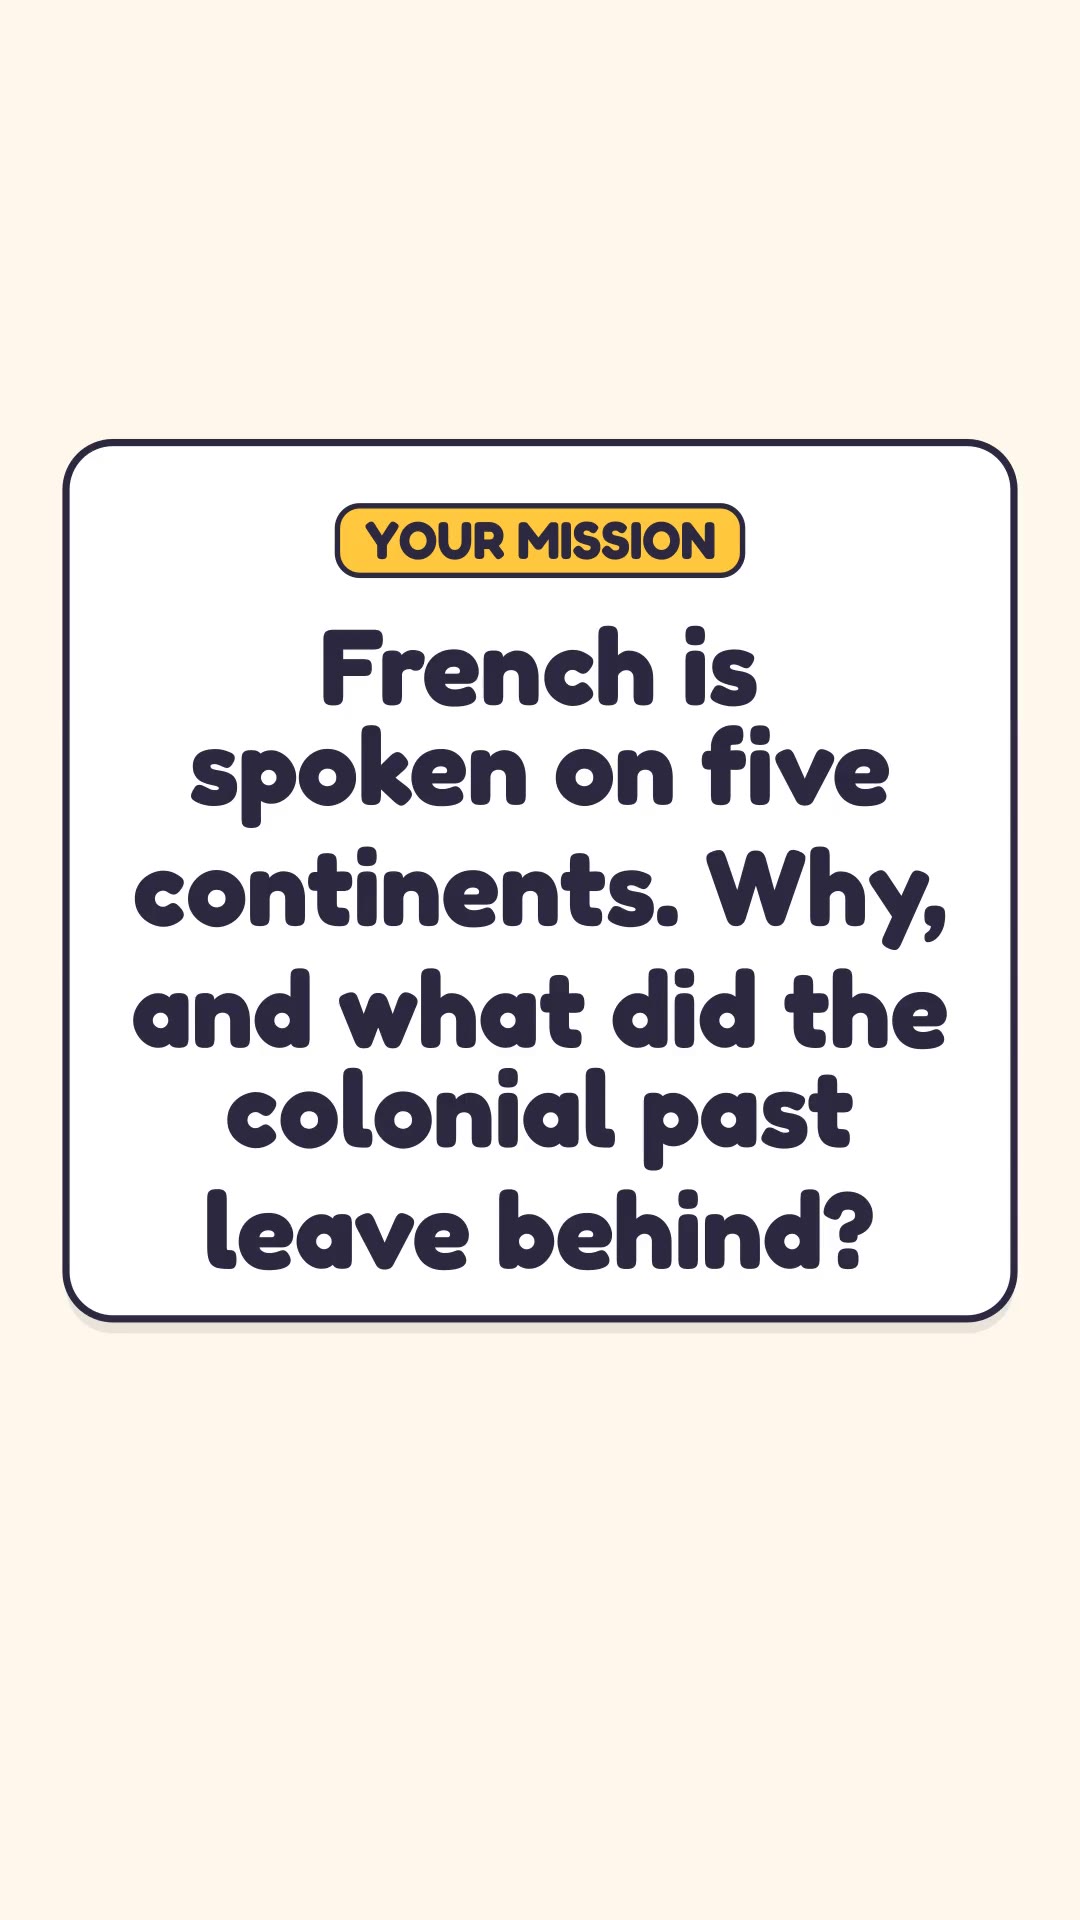 YOUR MISSION
French is
spoken on five
continents. Why,
and what did the
colonial past
leave behind?